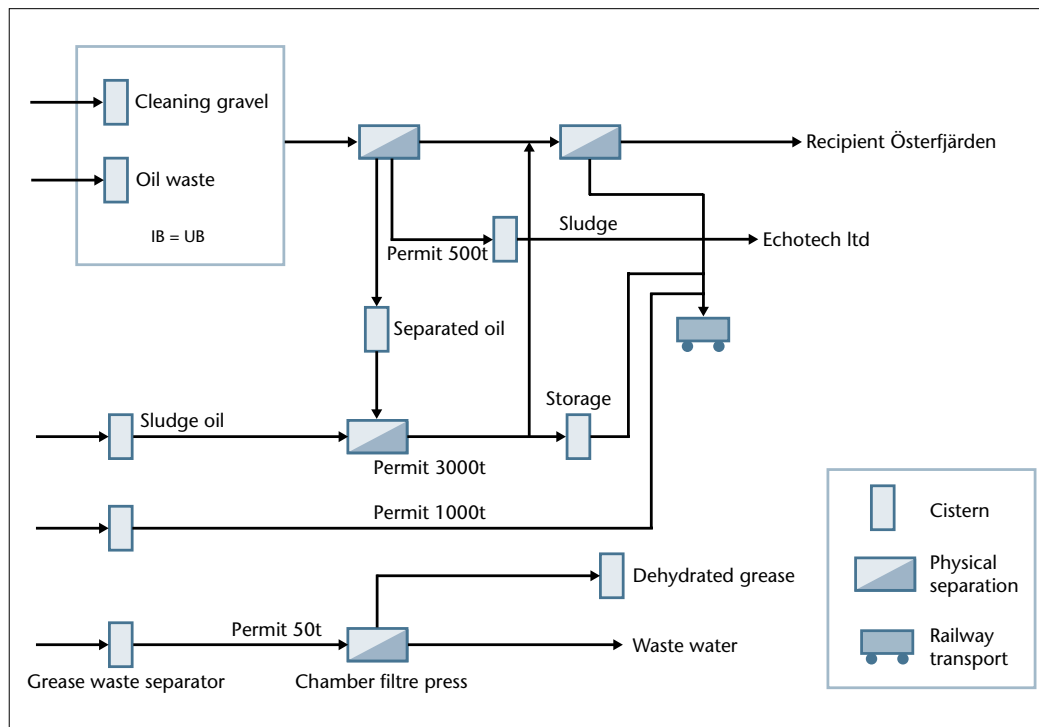 Cleaning gravel
Oil waste
IB = UB
Recipient Österfjärden
Sludge
Permit 500t
Echotech ltd
Separated oil
Storage
Sludge oil
Permit 3000t
Permit 1000t
Dehydrated grease
Permit 50t
Waste water
Grease waste separator
Chamber filtre press
Cistern
Physical
separation
Railway
transport